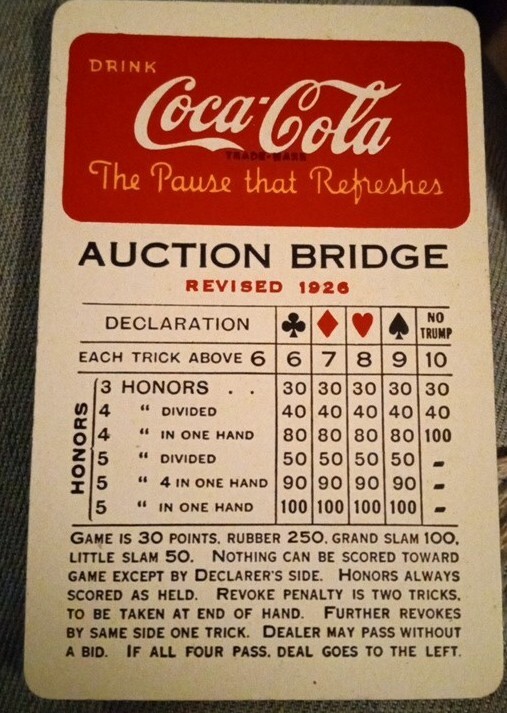 DRINK
Coca-Cola
TRADE-MARK
The Pause that Refreshes
AUCTION BRIDGE
REVISED 1926
DECLARATION ♣ ♦ ♥ ♠ NO TRUMP
EACH TRICK ABOVE 6 6 7 8 9 10
HONORS
3 HONORS . . 30 30 30 30 30
4 “ DIVIDED 40 40 40 40 40
4 “ IN ONE HAND 80 80 80 80 100
5 “ DIVIDED 50 50 50 50 -
5 “ 4 IN ONE HAND 90 90 90 90 -
5 “ IN ONE HAND 100 100 100 100 -
GAME IS 30 POINTS, RUBBER 250, GRAND SLAM 100,
LITTLE SLAM 50. NOTHING CAN BE SCORED TOWARD
GAME EXCEPT BY DECLARER'S SIDE. HONORS ALWAYS
SCORED AS HELD. REVOKE PENALTY IS TWO TRICKS,
TO BE TAKEN AT END OF HAND. FURTHER REVOKES
BY SAME SIDE ONE TRICK. DEALER MAY PASS WITHOUT
A BID. IF ALL FOUR PASS, DEAL GOES TO THE LEFT.